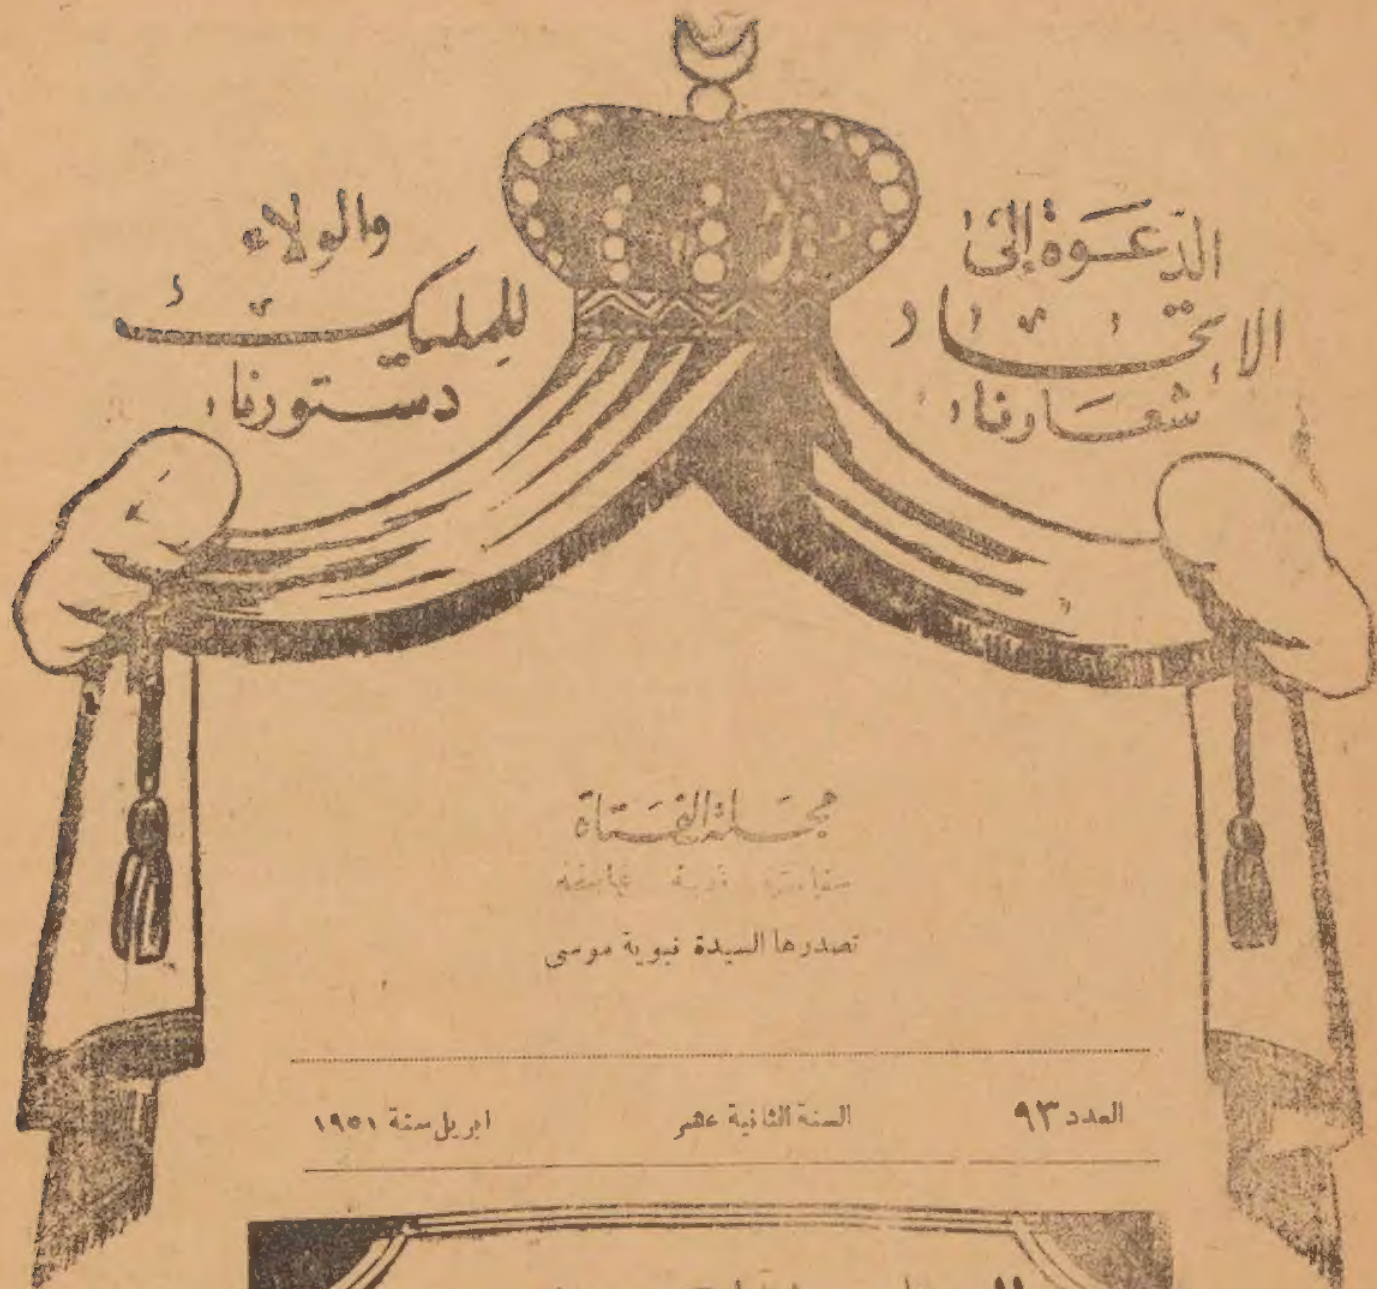 الدعوة إلى
الاتحاد
شعارنا
والولاء
للمليك
دستورنا
مجلة الفتاة
تصدرها السيدة نبوية موسى
العدد ٩٣
السنة الثانية عشر
ابريل سنة ١٩٥١